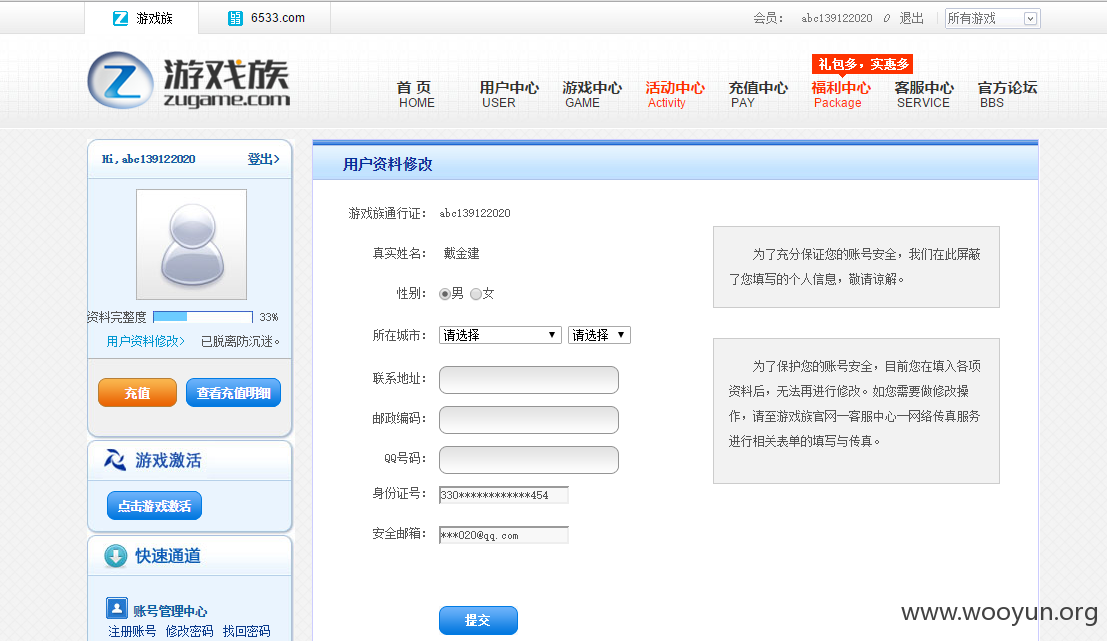 游戏族
6533.com
会员： abc139122020 退出
所有游戏
游戏族
zugame.com
礼包多，实惠多
首 页 用户中心 游戏中心 活动中心 充值中心 福利中心 客服中心 官方论坛
HOME USER GAME Activity PAY Package SERVICE BBS
Hi,abc139122020 登出>
资料完整度 33%
用户资料修改> 已脱离防沉迷。
充值 查看充值明细
游戏激活
点击游戏激活
快速通道
账号管理中心
注册账号 修改密码 找回密码
用户资料修改
游戏族通行证： abc139122020
真实姓名： 戴金建
性别： 男 女
所在城市： 请选择 请选择
联系地址：
邮政编码：
QQ号码：
身份证号： 330************454
安全邮箱： ***020@qq.com
提交
为了充分保证您的账号安全，我们在此屏蔽
了您填写的个人信息，敬请谅解。
为了保护您的账号安全，目前您在填入各项
资料后，无法再进行修改。如您需要做修改操
作，请至游戏族官网—客服中心—网络传真服务
进行相关表单的填写与传真。
www.wooyun.org